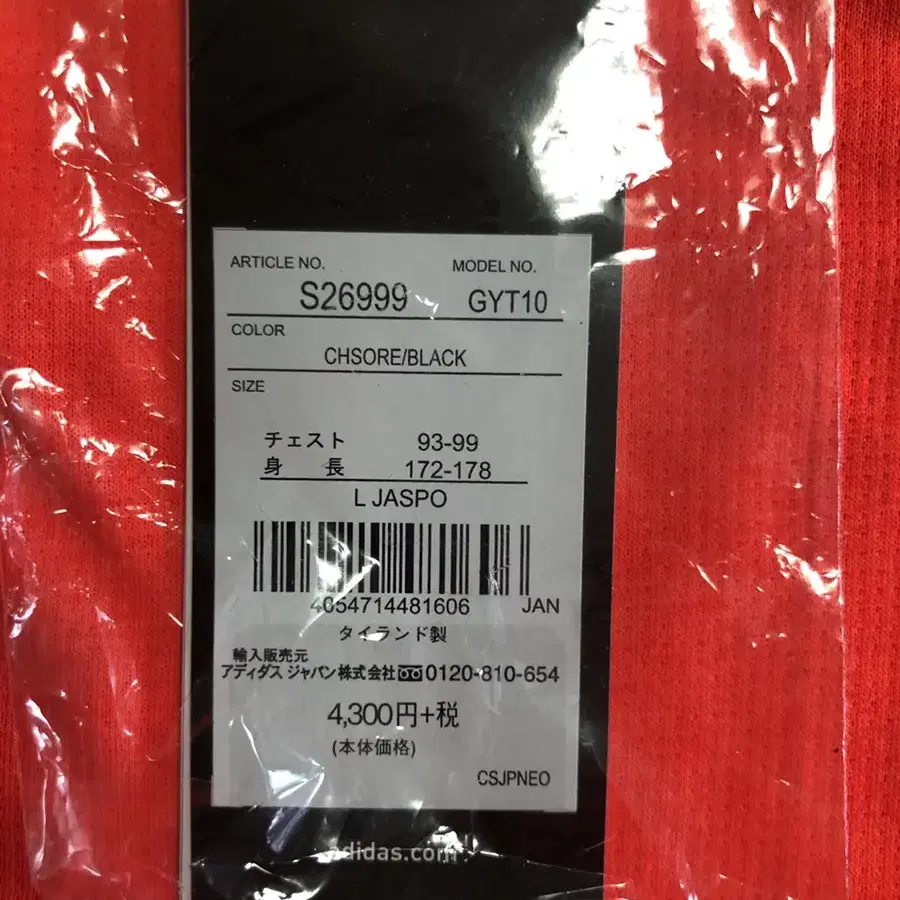 ARTICLE NO. MODEL NO.
S26999 GYT10
COLOR
CHSORE/BLACK
SIZE
チェスト 93-99
身 長 172-178
L JASPO
4054714481606 JAN
タイランド製
輸入販売元
アディダス ジャパン株式会社 0120-810-654
4,300円+税
(本体価格)
CSJPNEO
adidas.com